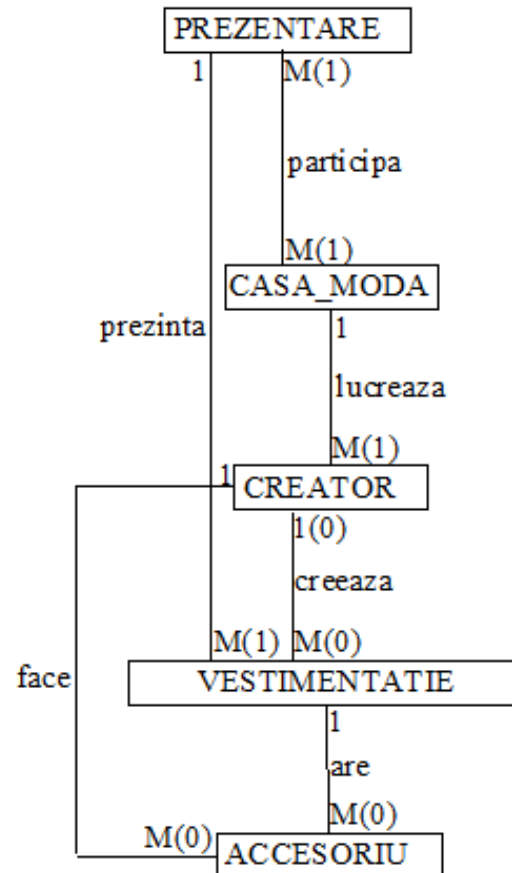 PREZENTARE
1 M(1)
participa
M(1)
CASA_MODA
prezinta
1
lucreaza
M(1)
1
CREATOR
1(0)
creeaza
M(1) M(0)
face
VESTIMENTATIE
1
are
M(0)
M(0)
ACCESORIU